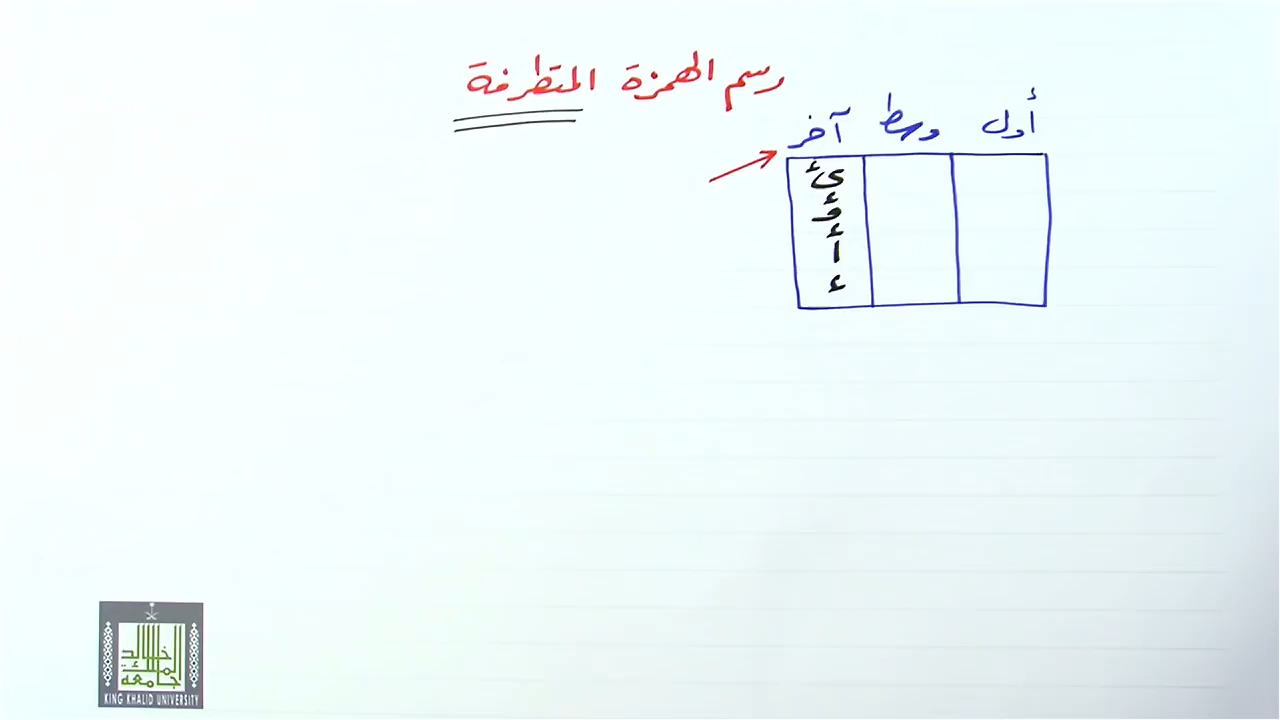 رسم الهمزة المتطرفة
أول وسط آخر
ئ
ؤ
أ
ء
جامعة الملك خالد
KING KHALID UNIVERSITY